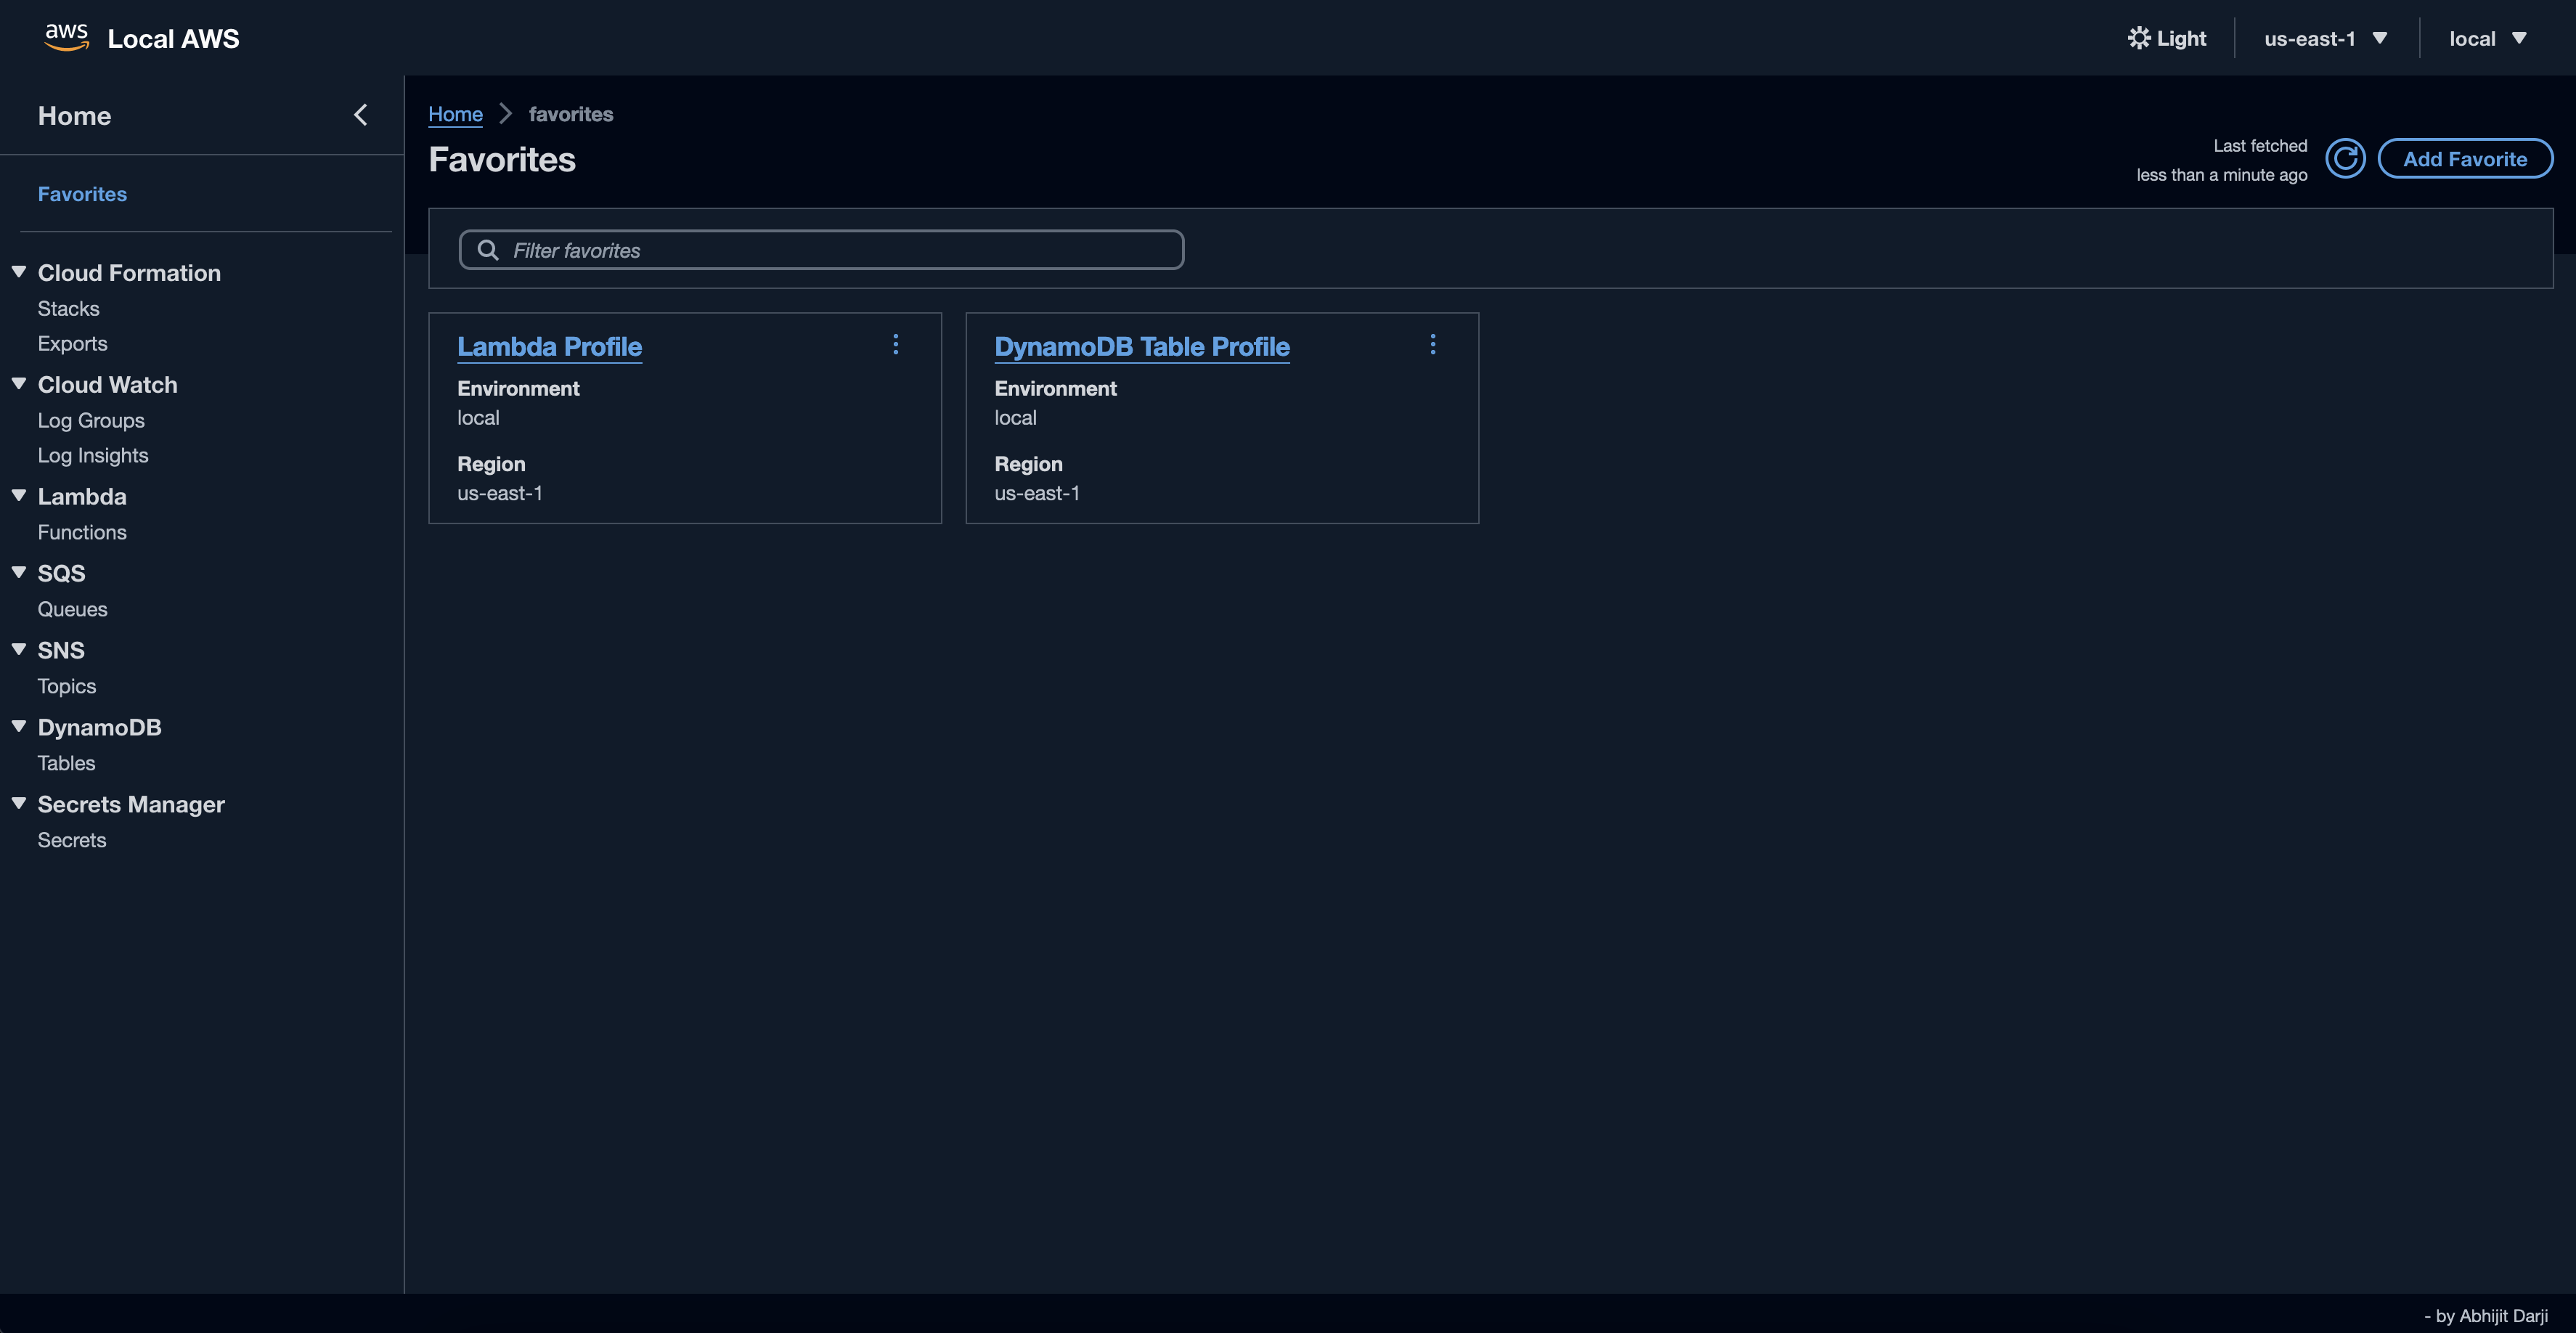 aws Local AWS
Light
us-east-1
local
Home
Favorites
Cloud Formation
Stacks
Exports
Cloud Watch
Log Groups
Log Insights
Lambda
Functions
SQS
Queues
SNS
Topics
DynamoDB
Tables
Secrets Manager
Secrets
Home favorites
Favorites
Last fetched
less than a minute ago
Add Favorite
Filter favorites
Lambda Profile
Environment
local
Region
us-east-1
DynamoDB Table Profile
Environment
local
Region
us-east-1
- by Abhijit Darji